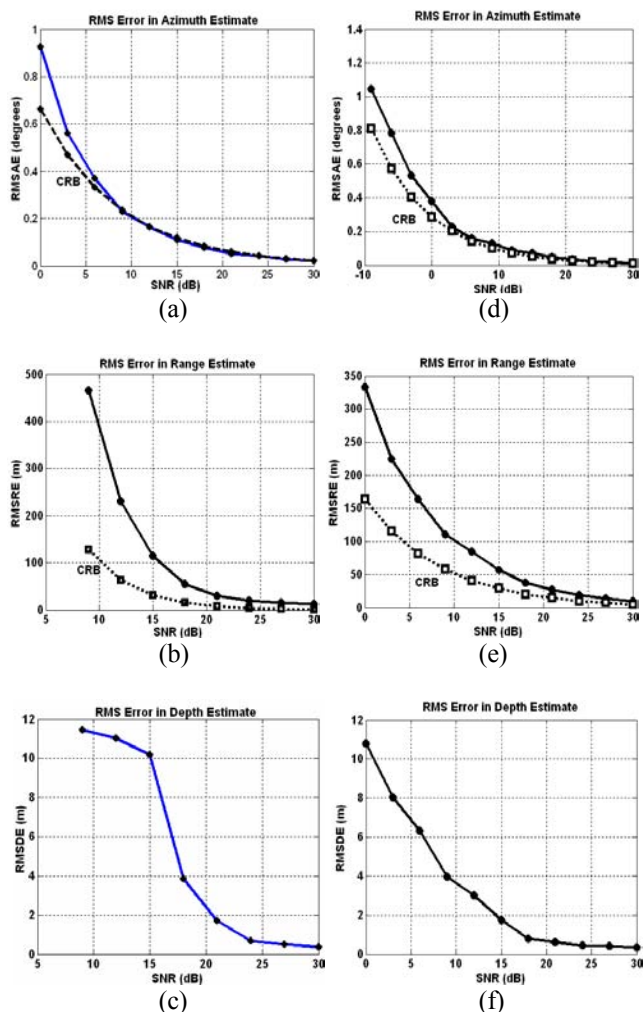 RMS Error in Azimuth Estimate
1
0.8
0.6
0.4
0.2
0
RMSAE (degrees)
CRB
0 5 10 15 20 25 30
SNR (dB)
(a)
RMS Error in Azimuth Estimate
1.4
1.2
1
0.8
0.6
0.4
0.2
0
RMSAE (degrees)
CRB
-10 0 10 20 30
SNR (dB)
(d)
RMS Error in Range Estimate
500
400
300
200
100
0
RMSRE (m)
CRB
10 15 20 25 30
SNR (dB)
(b)
RMS Error in Range Estimate
350
300
250
200
150
100
50
0
RMSRE (m)
CRB
0 5 10 15 20 25 30
SNR (dB)
(e)
RMS Error in Depth Estimate
12
10
8
6
4
2
0
RMSDE (m)
5 10 15 20 25 30
SNR (dB)
(c)
RMS Error in Depth Estimate
12
10
8
6
4
2
0
RMSDE (m)
0 5 10 15 20 25 30
SNR (dB)
(f)